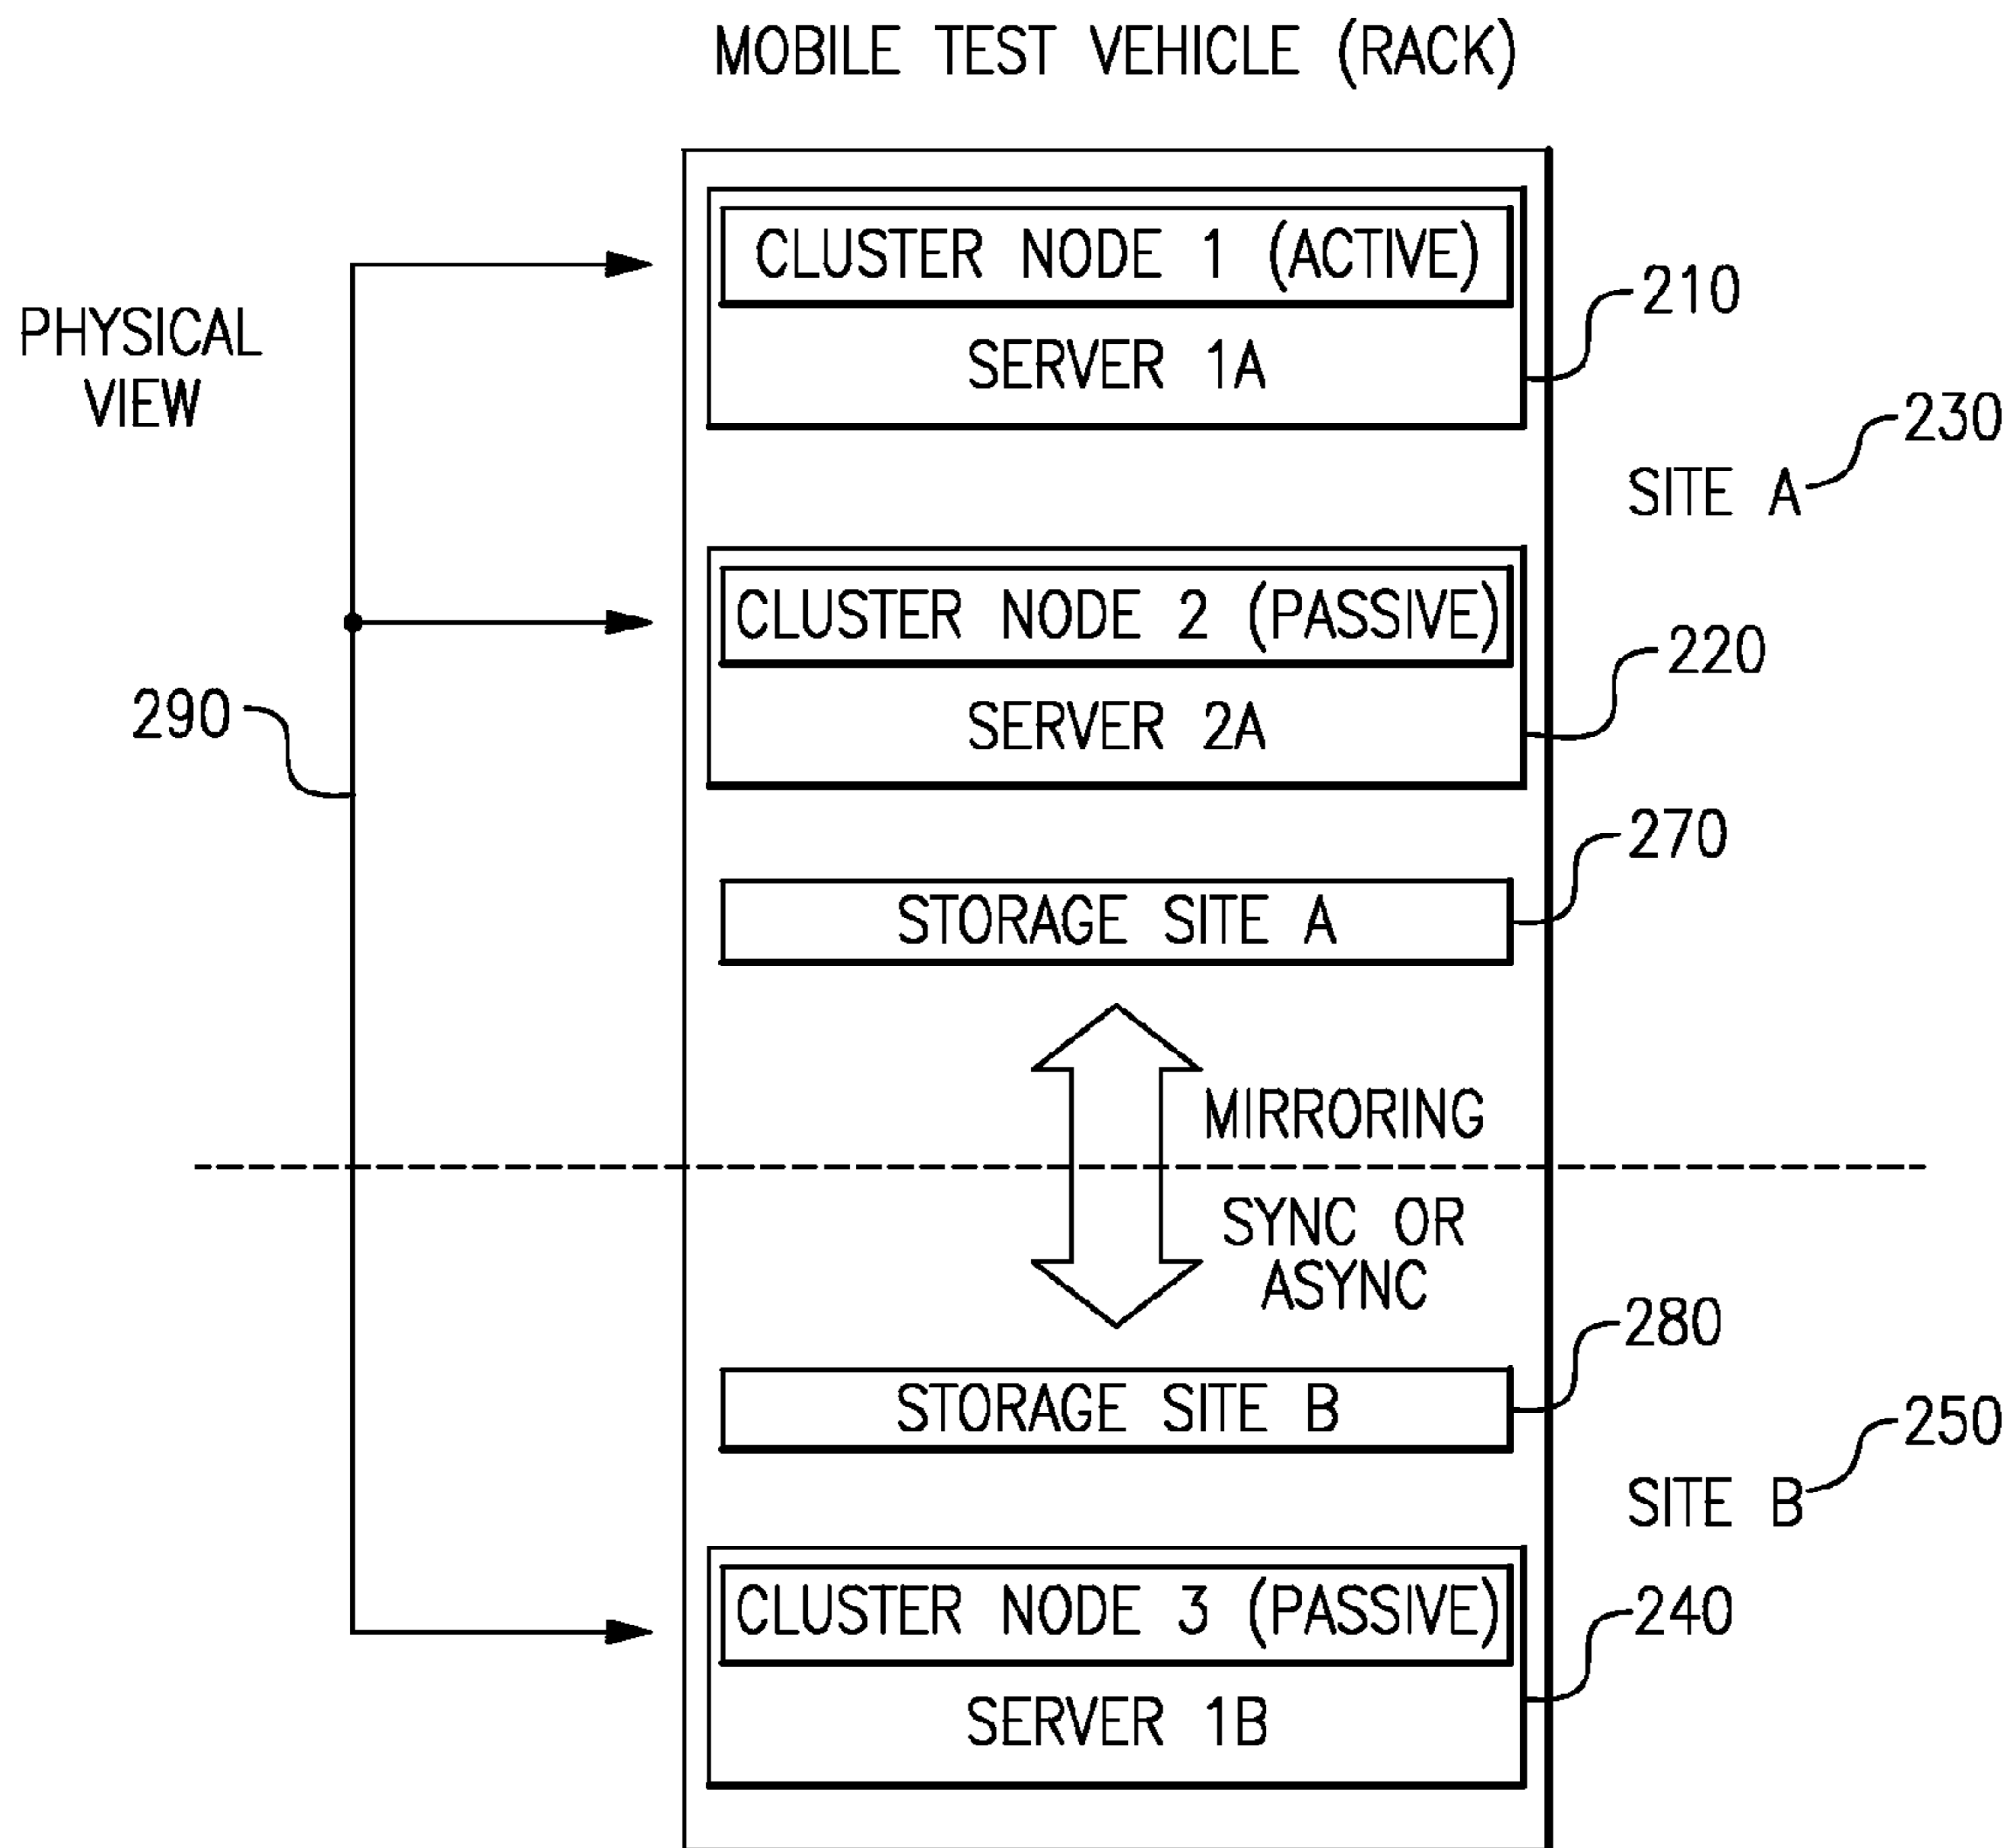 MOBILE TEST VEHICLE (RACK)
PHYSICAL
VIEW
CLUSTER NODE 1 (ACTIVE)
SERVER 1A
210
230
SITE A
CLUSTER NODE 2 (PASSIVE)
SERVER 2A
220
290
270
STORAGE SITE A
MIRRORING
SYNC OR
ASYNC
280
STORAGE SITE B
250
SITE B
CLUSTER NODE 3 (PASSIVE)
SERVER 1B
240